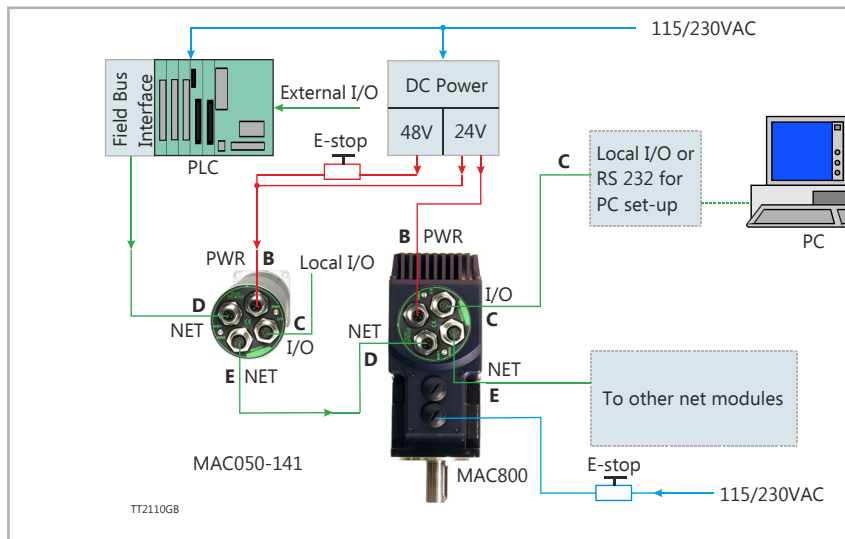 115/230VAC
Field Bus
Interface
PLC
External I/O
DC Power
48V
24V
E-stop
C
Local I/O or
RS 232 for
PC set-up
PC
B
PWR
PWR
B
Local I/O
D
NET
C
I/O
E
NET
I/O
C
NET
D
NET
E
To other net modules
MAC050-141
MAC800
E-stop
115/230VAC
TT2110GB